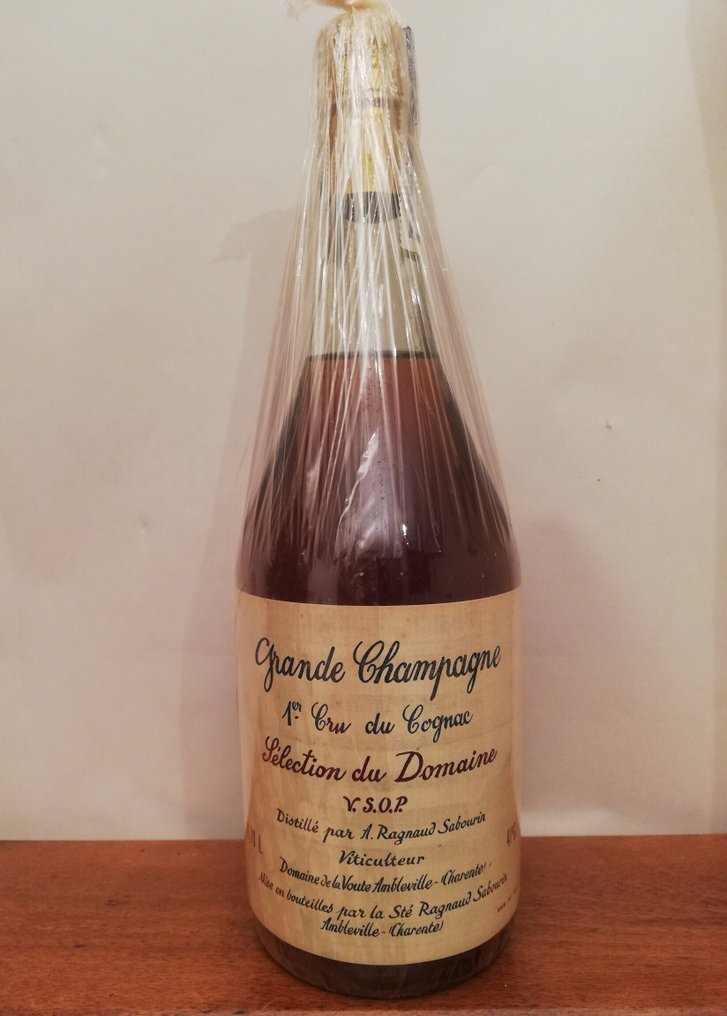 Grande Champagne
1er Cru du Cognac
Sélection du Domaine
V.S.O.P.
Distillé par A. Ragnaud Sabourin
Viticulteur
Domaine de la Voute Ambleville - (Charente) -
Mise en bouteilles par la Sté Ragnaud Sabourin
Ambleville - (Charente)